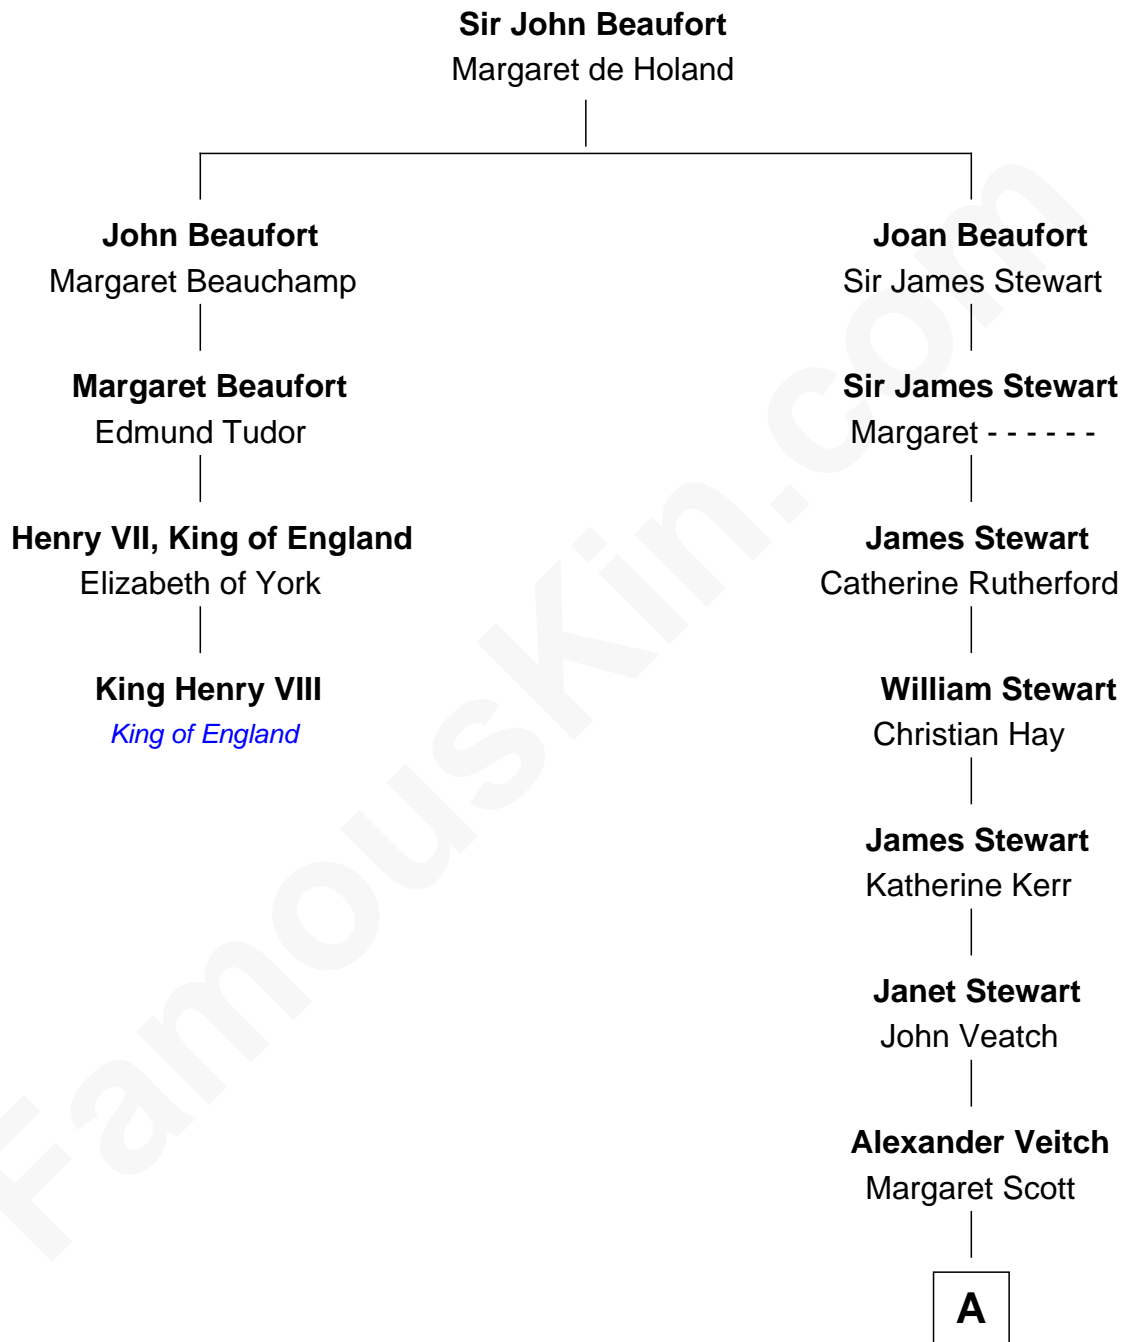 Sir John Beaufort
Margaret de Holand
John Beaufort
Margaret Beauchamp
Joan Beaufort
Sir James Stewart
Margaret Beaufort
Edmund Tudor
Sir James Stewart
Margaret - - - - - -
Henry VII, King of England
Elizabeth of York
James Stewart
Catherine Rutherford
King Henry VIII
King of England
William Stewart
Christian Hay
James Stewart
Katherine Kerr
Janet Stewart
John Veatch
Alexander Veitch
Margaret Scott
A
FamousKin.com